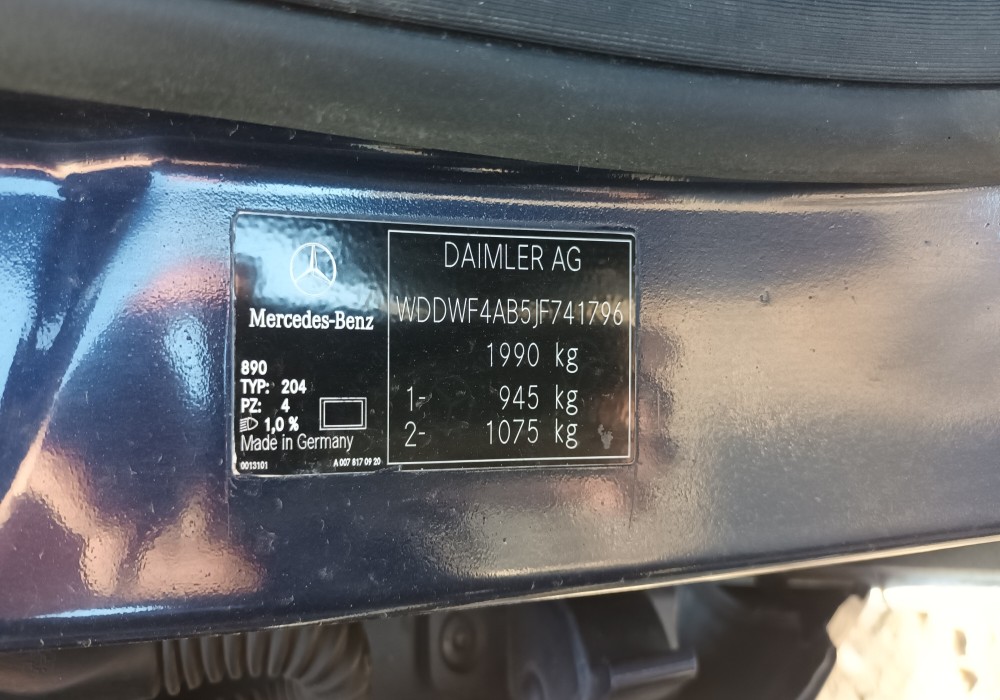 Mercedes-Benz
890
TYP: 204
PZ: 4
1,0 %
Made in Germany
0013101
A 007 817 09 20
DAIMLER AG
WDDWF4AB5JF741796
1990 kg
1- 945 kg
2- 1075 kg